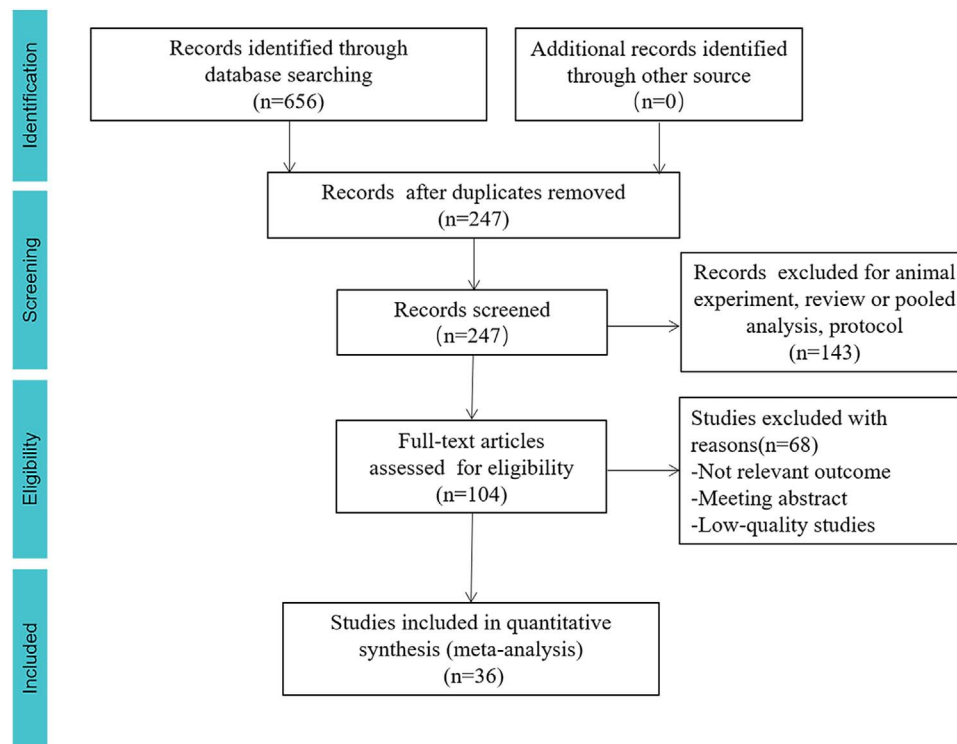 Identification
Records identified through
database searching
(n=656)
Additional records identified
through other source
(n=0)
Records after duplicates removed
(n=247)
Screening
Records screened
(n=247)
Records excluded for animal
experiment, review or pooled
analysis, protocol
(n=143)
Eligibility
Full-text articles
assessed for eligibility
(n=104)
Studies excluded with
reasons(n=68)
-Not relevant outcome
-Meeting abstract
-Low-quality studies
Included
Studies included in quantitative
synthesis (meta-analysis)
(n=36)